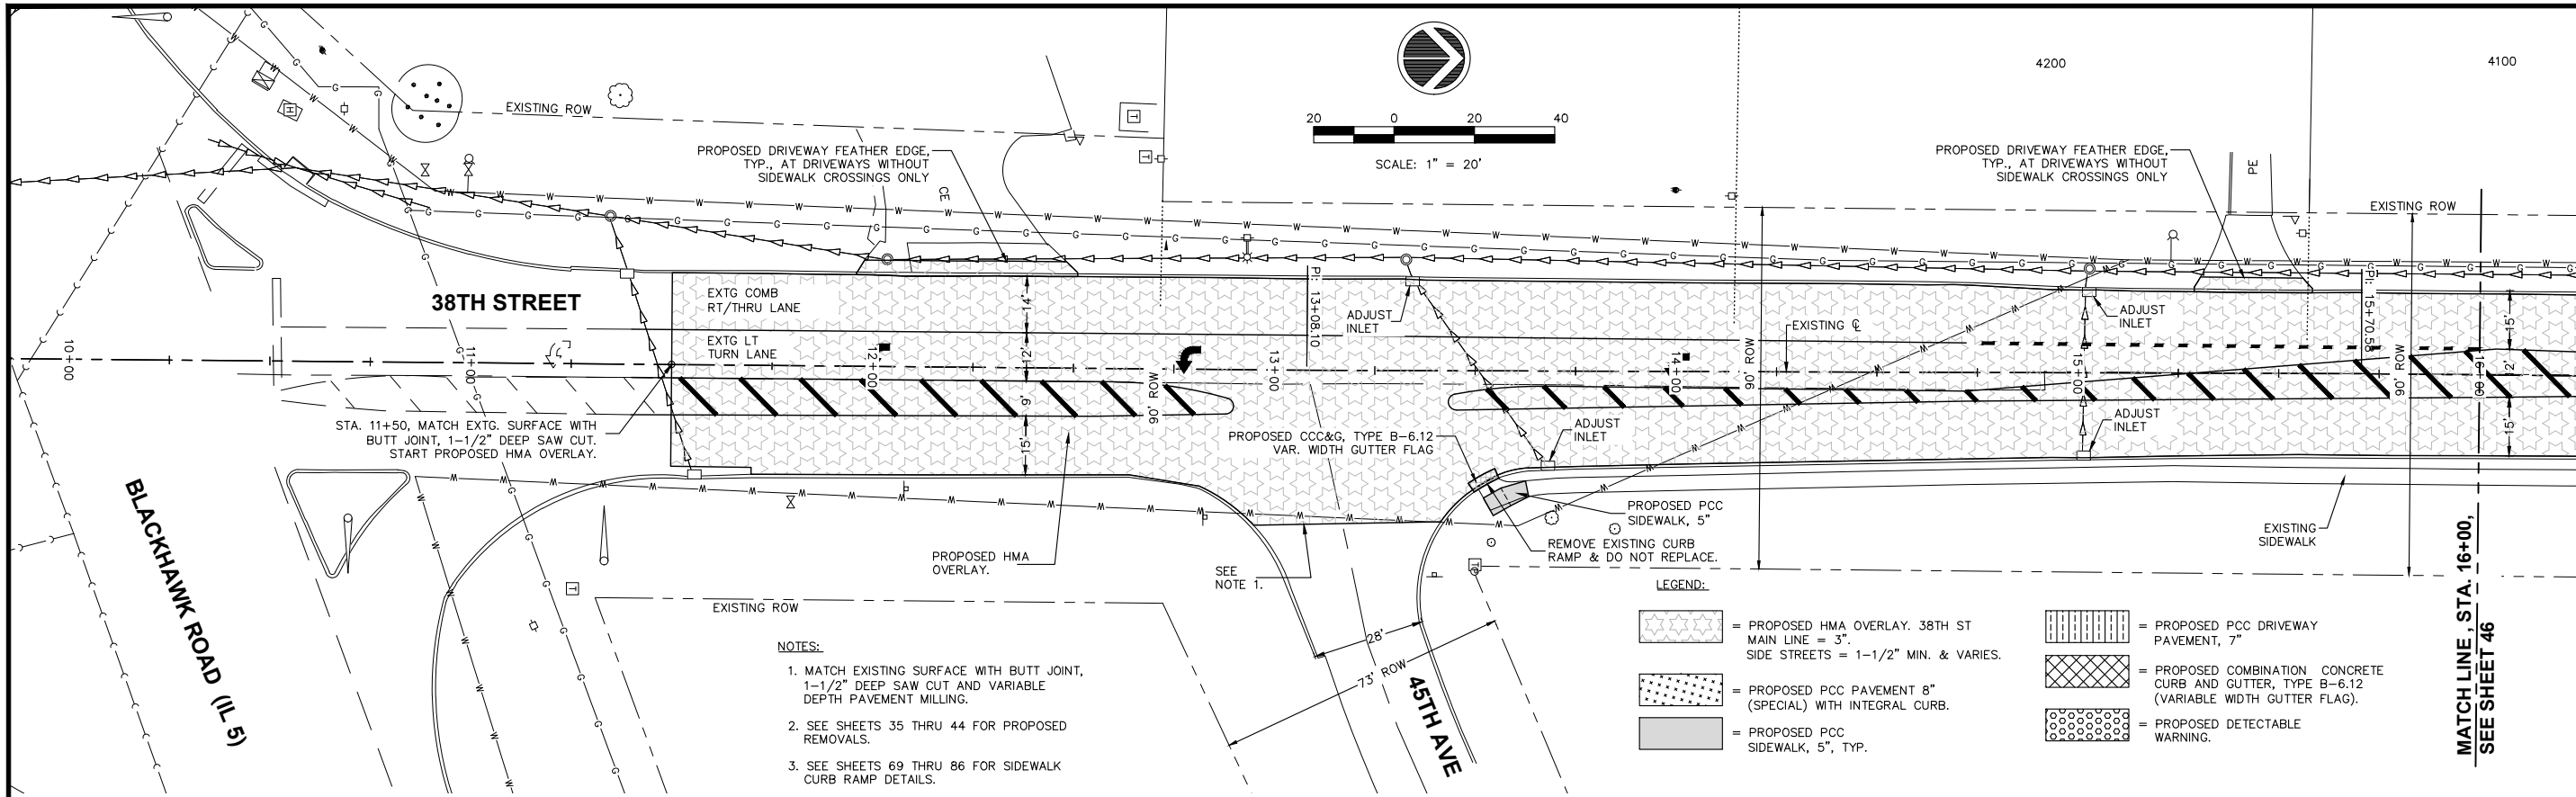 4200
4100
EXISTING ROW
20 0 20 40
SCALE: 1" = 20'
PROPOSED DRIVEWAY FEATHER EDGE,
TYP., AT DRIVEWAYS WITHOUT
SIDEWALK CROSSINGS ONLY
CE
PROPOSED DRIVEWAY FEATHER EDGE,
TYP., AT DRIVEWAYS WITHOUT
SIDEWALK CROSSINGS ONLY
PE
EXISTING ROW
38TH STREET
EXTG COMB
RT/THRU LANE
EXTG LT
TURN LANE
14'
12'
9'
15'
PI: 13+08.10
ADJUST
INLET
EXISTING ℄
ADJUST
INLET
PI: 15+70.58
15'
12'
15'
10+00
11+00
12+00
13+00
14+00
15+00
16+00
90' ROW
90' ROW
90' ROW
STA. 11+50, MATCH EXTG. SURFACE WITH
BUTT JOINT, 1-1/2" DEEP SAW CUT.
START PROPOSED HMA OVERLAY.
PROPOSED CCC&G, TYPE B-6.12
VAR. WIDTH GUTTER FLAG
ADJUST
INLET
ADJUST
INLET
BLACKHAWK ROAD (IL 5)
PROPOSED HMA
OVERLAY.
SEE
NOTE 1.
PROPOSED PCC
SIDEWALK, 5"
REMOVE EXISTING CURB
RAMP & DO NOT REPLACE.
EXISTING
SIDEWALK
MATCH LINE , STA. 16+00,
SEE SHEET 46
EXISTING ROW
28'
73' ROW
45TH AVE
NOTES:
1. MATCH EXISTING SURFACE WITH BUTT JOINT,
1-1/2" DEEP SAW CUT AND VARIABLE
DEPTH PAVEMENT MILLING.
2. SEE SHEETS 35 THRU 44 FOR PROPOSED
REMOVALS.
3. SEE SHEETS 69 THRU 86 FOR SIDEWALK
CURB RAMP DETAILS.
LEGEND:
= PROPOSED HMA OVERLAY. 38TH ST
MAIN LINE = 3".
SIDE STREETS = 1-1/2" MIN. & VARIES.
= PROPOSED PCC PAVEMENT 8"
(SPECIAL) WITH INTEGRAL CURB.
= PROPOSED PCC
SIDEWALK, 5", TYP.
= PROPOSED PCC DRIVEWAY
PAVEMENT, 7"
= PROPOSED COMBINATION CONCRETE
CURB AND GUTTER, TYPE B-6.12
(VARIABLE WIDTH GUTTER FLAG).
= PROPOSED DETECTABLE
WARNING.